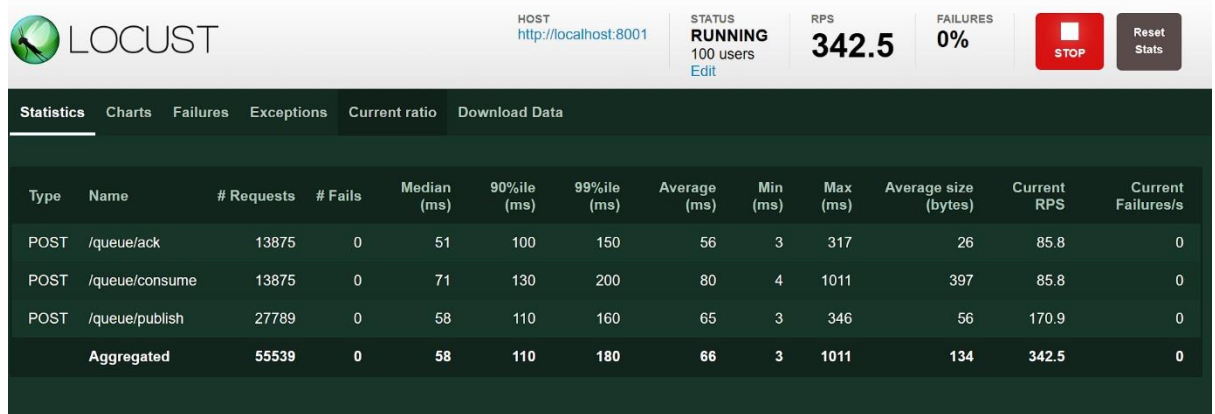 LOCUST
HOST
http://localhost:8001
STATUS
RUNNING
100 users
Edit
RPS
342.5
FAILURES
0%
STOP
Reset Stats
Statistics Charts Failures Exceptions Current ratio Download Data
Type Name # Requests # Fails Median (ms) 90%ile (ms) 99%ile (ms) Average (ms) Min (ms) Max (ms) Average size (bytes) Current RPS Current Failures/s
POST /queue/ack 13875 0 51 100 150 56 3 317 26 85.8 0
POST /queue/consume 13875 0 71 130 200 80 4 1011 397 85.8 0
POST /queue/publish 27789 0 58 110 160 65 3 346 56 170.9 0
Aggregated 55539 0 58 110 180 66 3 1011 134 342.5 0